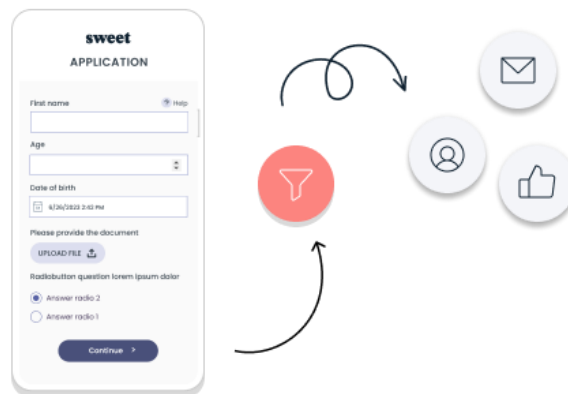 sweet
APPLICATION
First name
? Help
Age
Date of birth
6/26/2023 2:42 PM
Please provide the document
UPLOAD FILE
Radiobutton question lorem ipsum dolor
Answer radio 2
Answer radio 1
Continue >